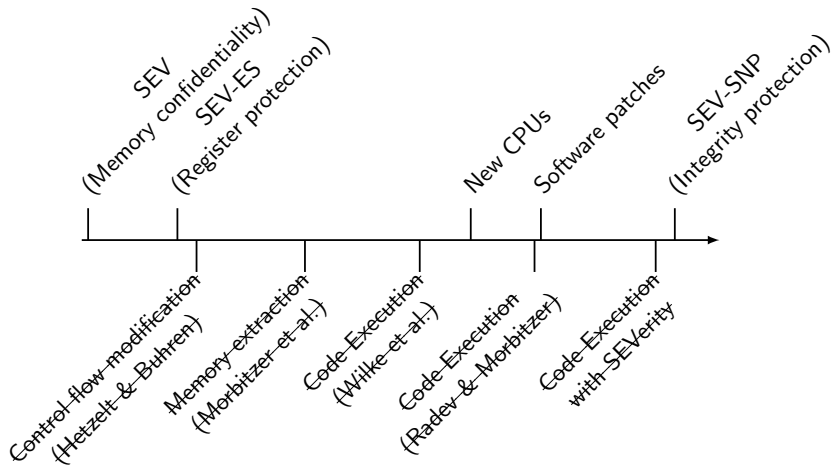 SEV
(Memory confidentiality)
SEV-ES
(Register protection)
New CPUs
Software patches
SEV-SNP
(Integrity protection)
Control flow modification
(Hetzelt & Buhren)
Memory extraction
(Morbitzer et al.)
Code Execution
(Wilke et al.)
Code Execution
(Radev & Morbitzer)
Code Execution
with SEVerity